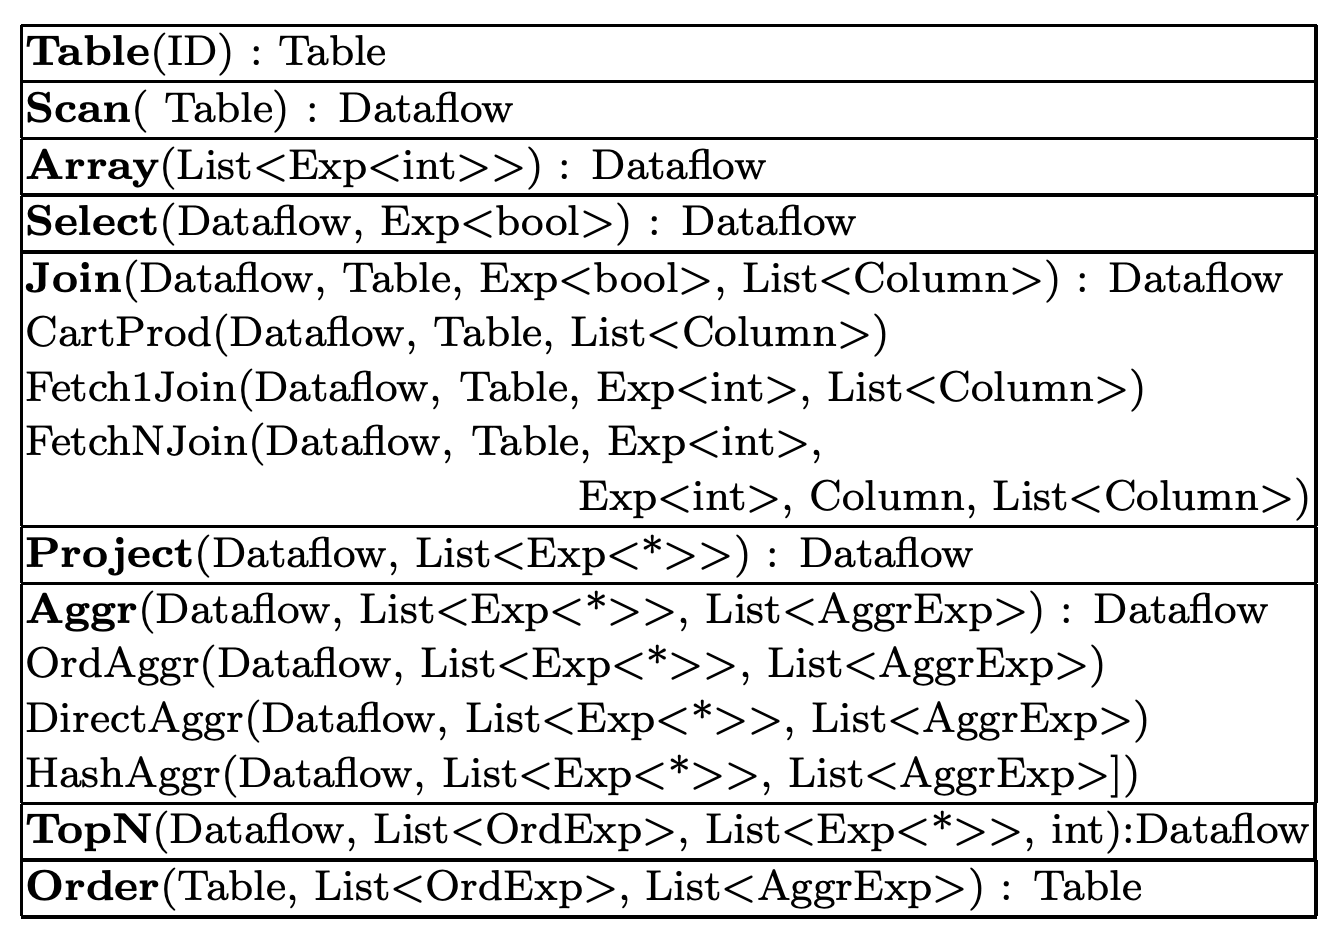 Table(ID) : Table
Scan( Table) : Dataflow
Array(List<Exp<int>>) : Dataflow
Select(Dataflow, Exp<bool>) : Dataflow
Join(Dataflow, Table, Exp<bool>, List<Column>) : Dataflow
CartProd(Dataflow, Table, List<Column>)
Fetch1Join(Dataflow, Table, Exp<int>, List<Column>)
FetchNJoin(Dataflow, Table, Exp<int>,
Exp<int>, Column, List<Column>)
Project(Dataflow, List<Exp<*>>) : Dataflow
Aggr(Dataflow, List<Exp<*>>, List<AggrExp>) : Dataflow
OrdAggr(Dataflow, List<Exp<*>>, List<AggrExp>)
DirectAggr(Dataflow, List<Exp<*>>, List<AggrExp>)
HashAggr(Dataflow, List<Exp<*>>, List<AggrExp>])
TopN(Dataflow, List<OrdExp>, List<Exp<*>>, int):Dataflow
Order(Table, List<OrdExp>, List<AggrExp>) : Table